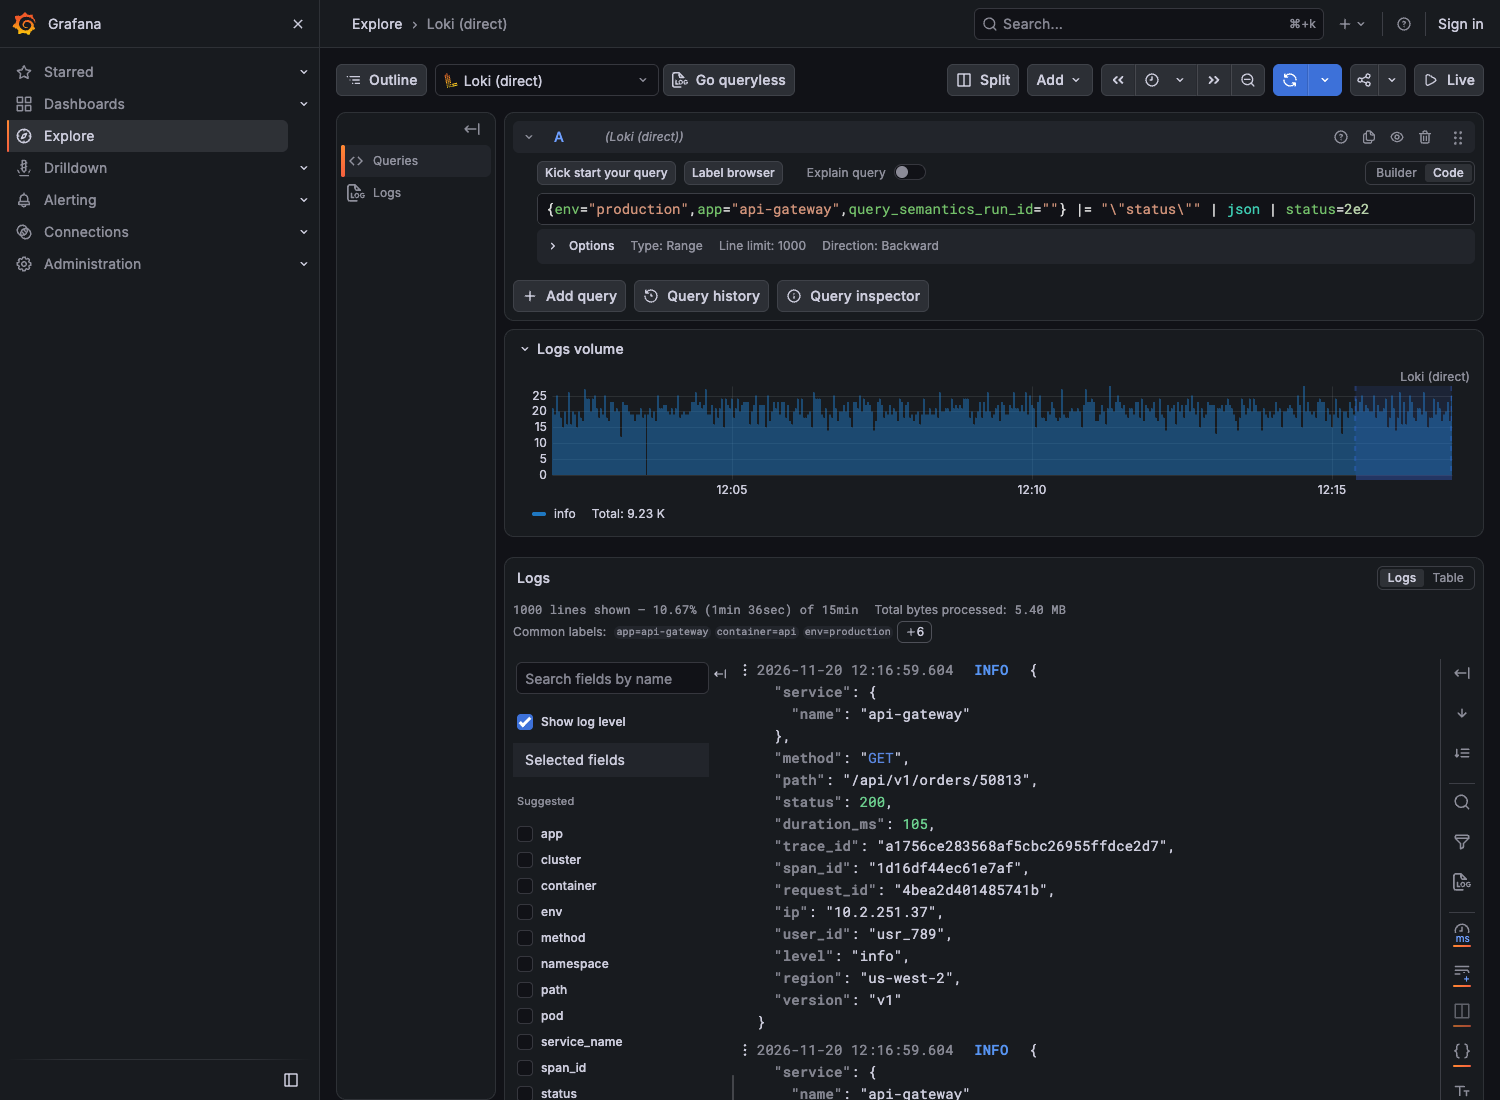 Grafana
Explore › Loki (direct)
Search...
⌘+k
Sign in
Starred
Dashboards
Explore
Drilldown
Alerting
Connections
Administration
Outline
Loki (direct)
Go queryless
Split
Add
Live
Queries
Logs
A
(Loki (direct))
Kick start your query
Label browser
Explain query
Builder
Code
{env="production",app="api-gateway",query_semantics_run_id=""} |= "\"status\"" | json | status=2e2
Options Type: Range Line limit: 1000 Direction: Backward
Add query
Query history
Query inspector
Logs volume
Loki (direct)
25
20
15
10
5
0
12:05
12:10
12:15
info Total: 9.23 K
Logs
Logs
Table
1000 lines shown — 10.67% (1min 36sec) of 15min Total bytes processed: 5.40 MB
Common labels: app=api-gateway container=api env=production +6
Search fields by name
Show log level
Selected fields
Suggested
app
cluster
container
env
method
namespace
path
pod
service_name
span_id
status
2026-11-20 12:16:59.604 INFO {
"service": {
"name": "api-gateway"
},
"method": "GET",
"path": "/api/v1/orders/50813",
"status": 200,
"duration_ms": 105,
"trace_id": "a1756ce283568af5cbc26955ffdce2d7",
"span_id": "1d16df44ec61e7af",
"request_id": "4bea2d401485741b",
"ip": "10.2.251.37",
"user_id": "usr_789",
"level": "info",
"region": "us-west-2",
"version": "v1"
}
2026-11-20 12:16:59.604 INFO {
"service": {
"name": "api-gateway"
LOG
ms